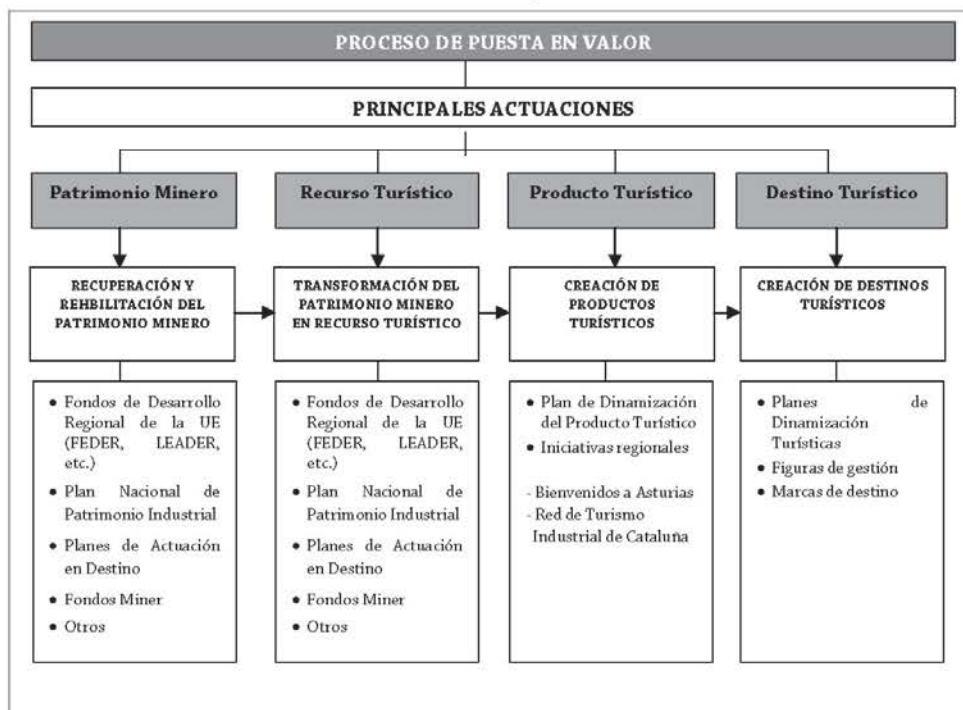 PROCESO DE PUESTA EN VALOR
PRINCIPALES ACTUACIONES
Patrimonio Minero
Recurso Turístico
Producto Turístico
Destino Turístico
RECUPERACIÓN Y
REHBILITACIÓN DEL
PATRIMONIO MINERO
TRANSFORMACIÓN DEL
PATRIMONIO MINERO
EN RECURSO TURÍSTICO
CREACIÓN DE
PRODUCTOS
TURÍSTICOS
CREACIÓN DE DESTINOS
TURÍSTICOS
• Fondos de Desarrollo
Regional de la UE
(FEDER, LEADER,
etc.)
• Plan Nacional de
Patrimonio Industrial
• Planes de Actuación
en Destino
• Fondos Miner
• Otros
• Fondos de Desarrollo
Regional de la UE
(FEDER, LEADER,
etc.)
• Plan Nacional de
Patrimonio Industrial
• Planes de Actuación
en Destino
• Fondos Miner
• Otros
• Plan de Dinamización
del Producto Turístico
• Iniciativas regionales
- Bienvenidos a Asturias
- Red de Turismo
Industrial de Cataluña
• Planes de
Dinamización
Turísticas
• Figuras de gestión
• Marcas de destino